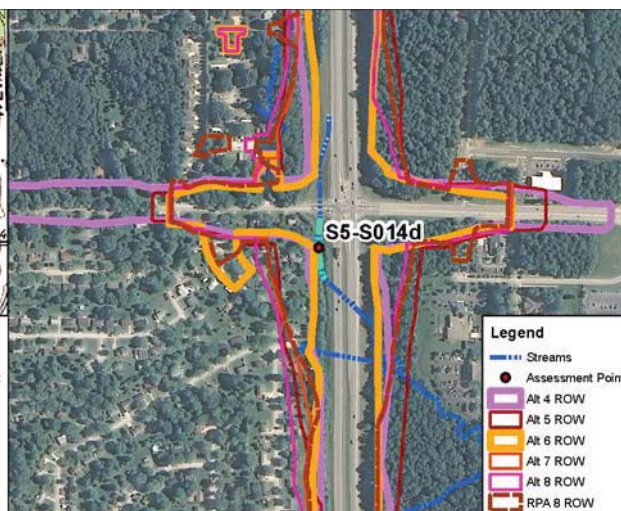 S5-S014d
Legend
Streams
Assessment Point
Alt 4 ROW
Alt 5 ROW
Alt 6 ROW
Alt 7 ROW
Alt 8 ROW
RPA 8 ROW